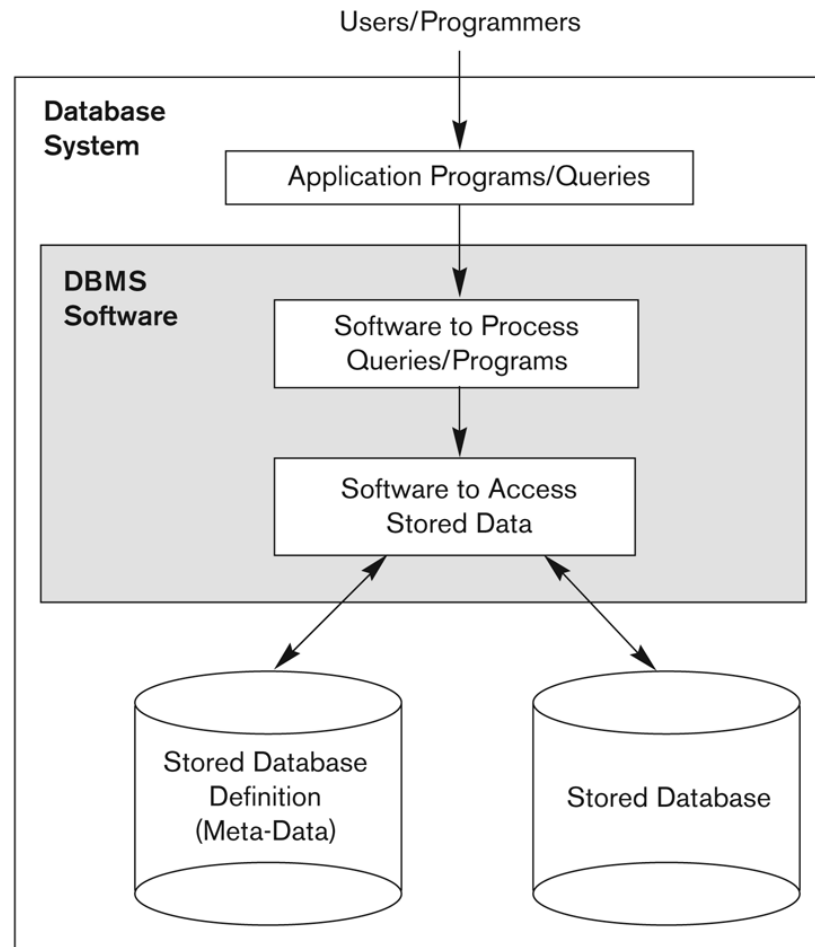 Users/Programmers
Database
System
Application Programs/Queries
DBMS
Software
Software to Process
Queries/Programs
Software to Access
Stored Data
Stored Database
Definition
(Meta-Data)
Stored Database